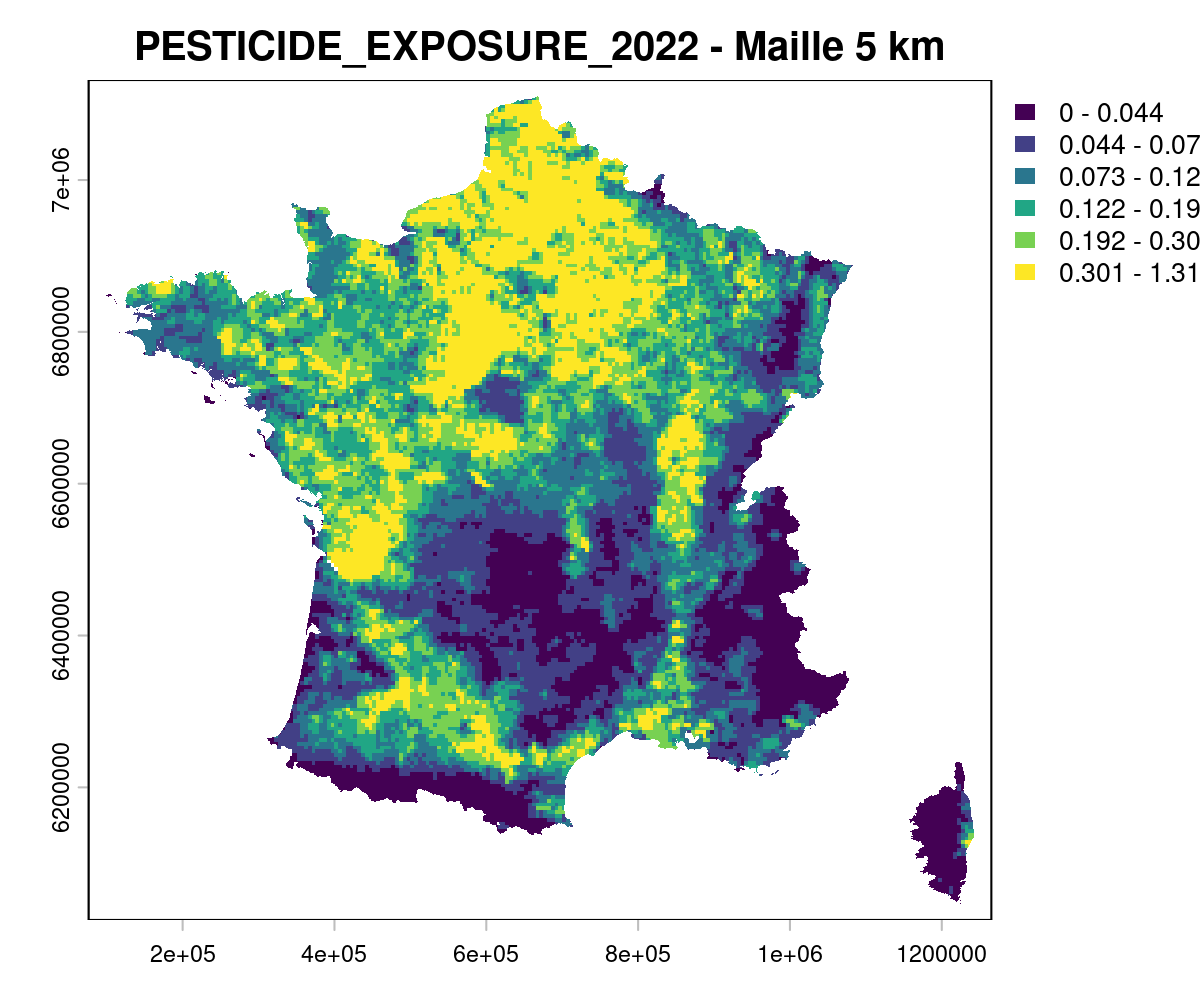 PESTICIDE_EXPOSURE_2022 - Maille 5 km
0 - 0.044
0.044 - 0.07
0.073 - 0.12
0.122 - 0.19
0.192 - 0.30
0.301 - 1.31
7e+06
6800000
6600000
6400000
6200000
2e+05
4e+05
6e+05
8e+05
1e+06
1200000